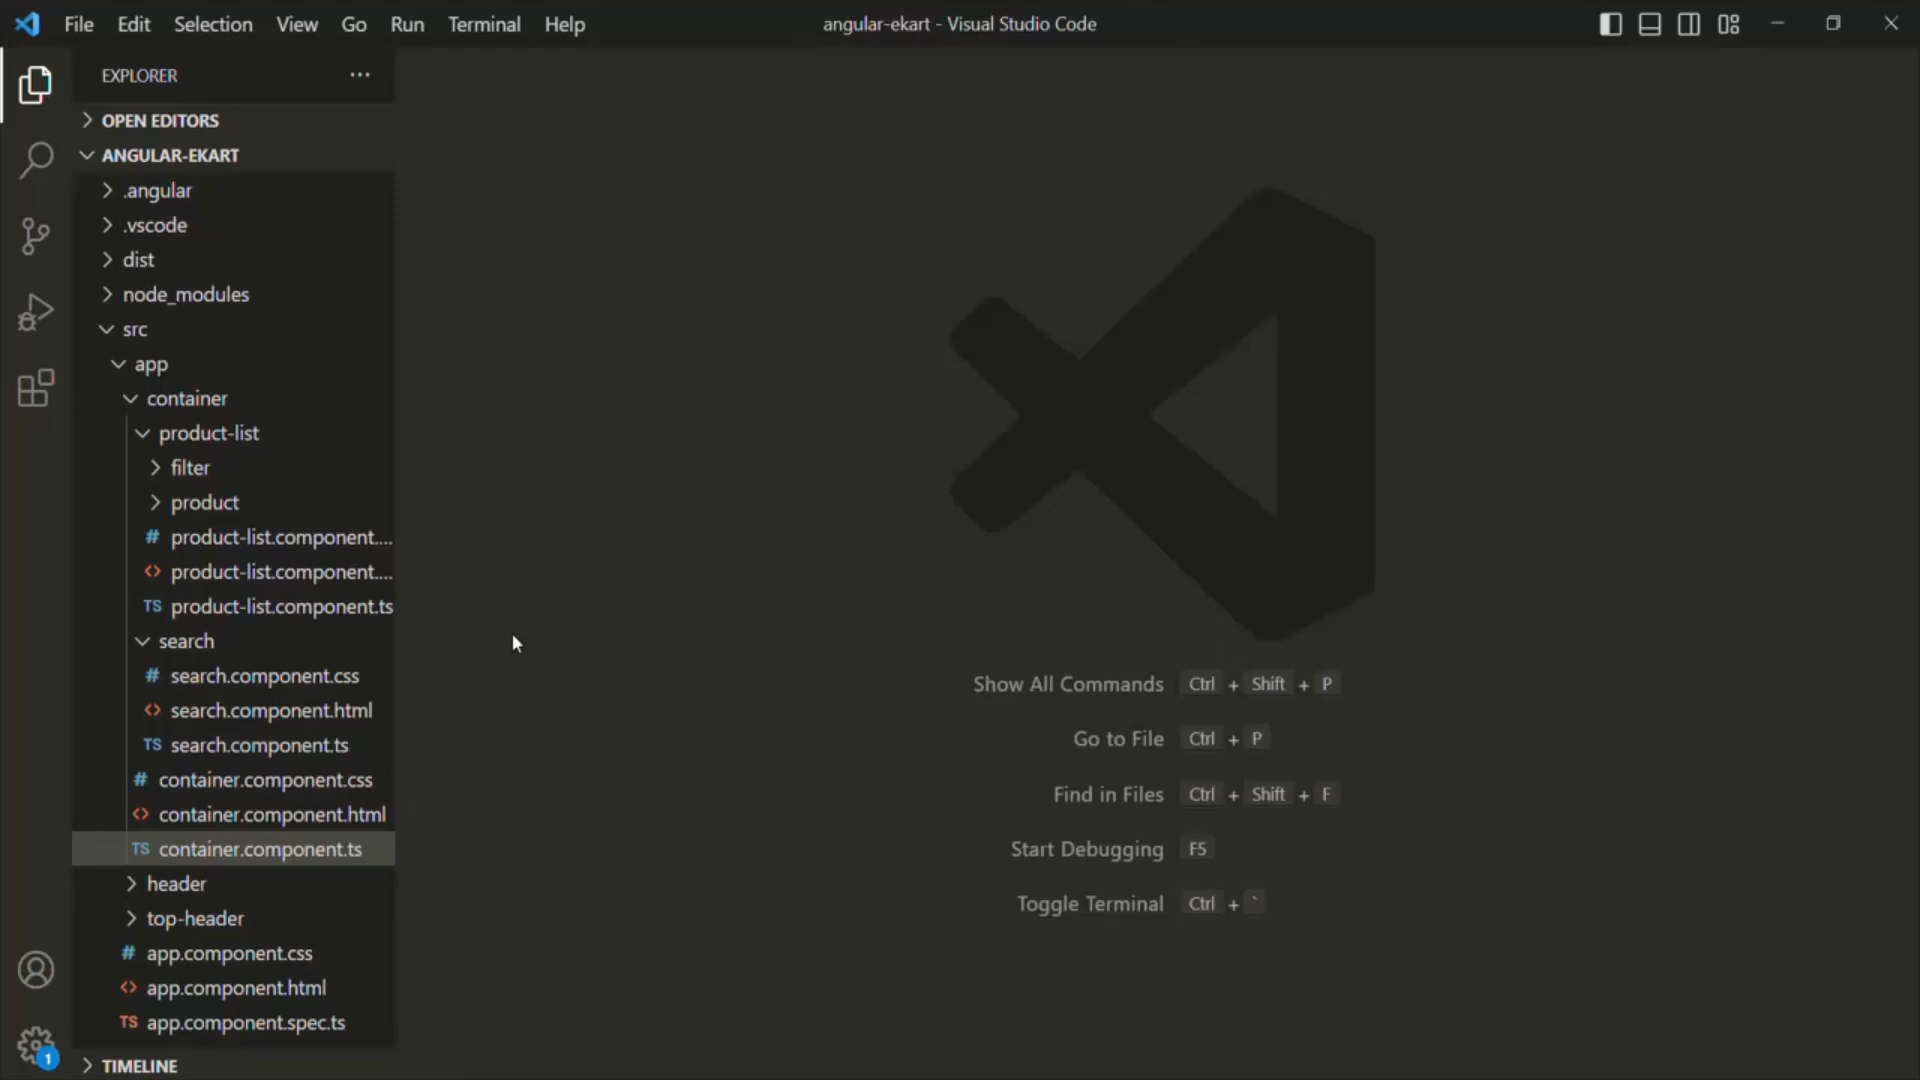 File Edit Selection View Go Run Terminal Help
angular-ekart - Visual Studio Code
EXPLORER
OPEN EDITORS
ANGULAR-EKART
.angular
.vscode
dist
node_modules
src
app
container
product-list
filter
product
# product-list.component....
<> product-list.component....
TS product-list.component.ts
search
# search.component.css
<> search.component.html
TS search.component.ts
# container.component.css
<> container.component.html
TS container.component.ts
header
top-header
# app.component.css
<> app.component.html
TS app.component.spec.ts
1
TIMELINE
Show All Commands Ctrl + Shift + P
Go to File Ctrl + P
Find in Files Ctrl + Shift + F
Start Debugging F5
Toggle Terminal Ctrl + `